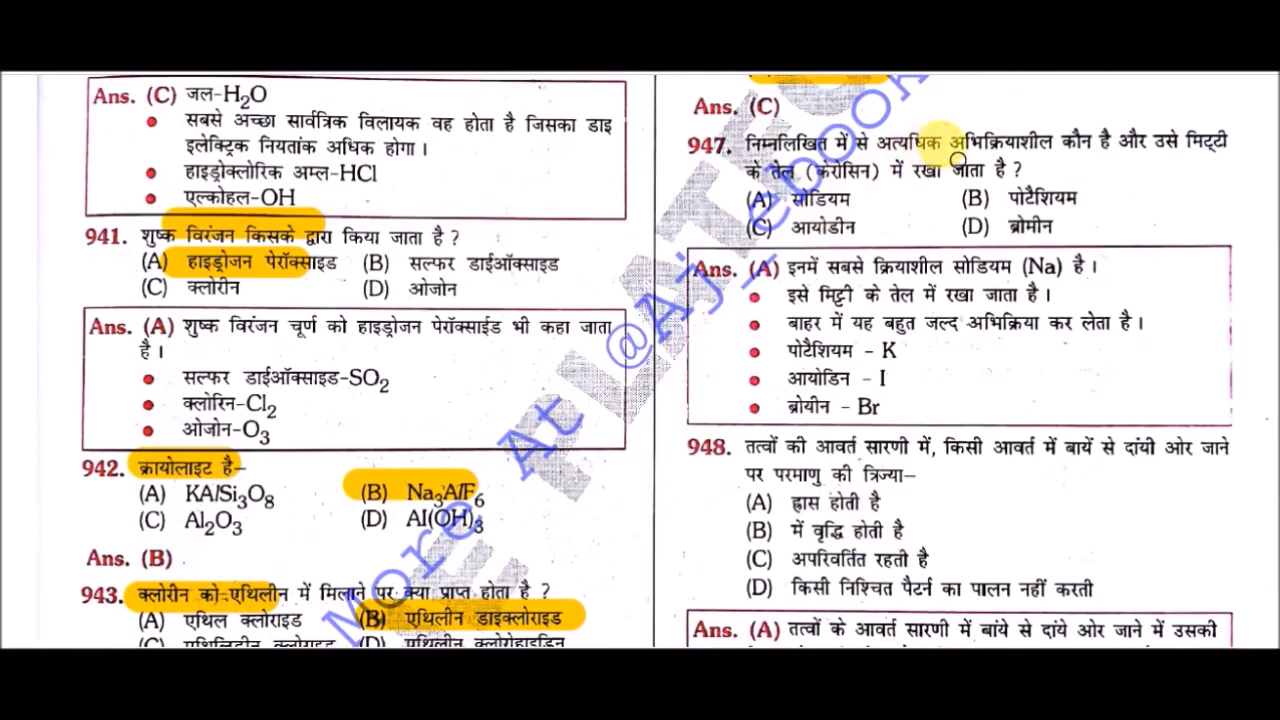 Ans. (C) जल-H2O
सबसे अच्छा सार्वत्रिक विलायक वह होता है जिसका डाइ
इलेक्ट्रिक नियतांक अधिक होगा।
हाइड्रोक्लोरिक अम्ल-HCl
एल्कोहल-OH
941. शुष्क विरंजन किसके द्वारा किया जाता है ?
(A) हाइड्रोजन पेरॉक्साइड (B) सल्फर डाईऑक्साइड
(C) क्लोरीन (D) ओजोन
Ans. (A) शुष्क विरंजन चूर्ण को हाइड्रोजन पेरॉक्साईड भी कहा जाता
है।
सल्फर डाईऑक्साइड-SO2
क्लोरिन-Cl2
ओजोन-O3
942. क्रायोलाइट है–
(A) KAlSi3O8 (B) Na3AlF6
(C) Al2O3 (D) Al(OH)3
Ans. (B)
943. क्लोरीन को एथिलीन में मिलाने पर क्या प्राप्त होता है ?
(A) एथिल क्लोराइड (B) एथिलीन डाइक्लोराइड
Ans. (C)
947. निम्नलिखित में से अत्यधिक अभिक्रियाशील कौन है और उसे मिट्टी
के तेल (केरोसिन) में रखा जाता है ?
(A) सोडियम (B) पोटैशियम
(C) आयोडीन (D) ब्रोमीन
Ans. (A) इनमें सबसे क्रियाशील सोडियम (Na) है।
इसे मिट्टी के तेल में रखा जाता है।
बाहर में यह बहुत जल्द अभिक्रिया कर लेता है।
पोटैशियम - K
आयोडिन - I
ब्रोयीन - Br
948. तत्वों की आवर्त सारणी में, किसी आवर्त में बायें से दांयी ओर जाने
पर परमाणु की त्रिज्या–
(A) ह्रास होती है
(B) में वृद्धि होती है
(C) अपरिवर्तित रहती है
(D) किसी निश्चित पैटर्न का पालन नहीं करती
Ans. (A) तत्वों के आवर्त सारणी में बांये से दांये ओर जाने में उसकी
More At @Aj_ebook